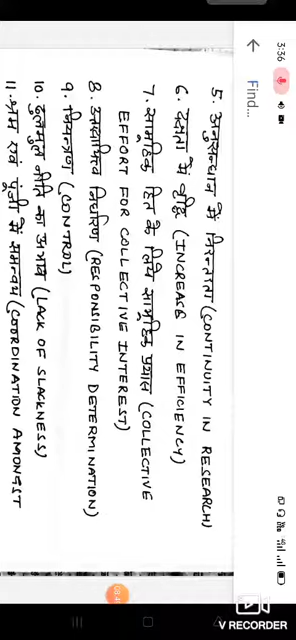 3:36
Find...
5. अनुसन्धान में निरन्तरता (CONTINUITY IN RESEARCH)
6. दक्षता में वृद्धि (INCREASE IN EFFICIENCY)
7. सामूहिक हित के लिये सामूहिक प्रयास (COLLECTIVE
EFFORT FOR COLLECTIVE INTEREST)
8. उत्तरदायित्व निर्धारण (RESPONSIBILITY DETERMINATION)
9. नियन्त्रण (CONTROL)
10. ढुलमुल नीति का अभाव (LACK OF SLACKNESS)
11. श्रम एवं पूंजी में समन्वय (COORDINATION AMONGST
V RECORDER